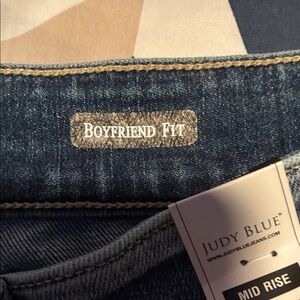 BOYFRIEND FIT
JUDY BLUE®
WWW.JUDYBLUEJEANS.COM
MID RISE